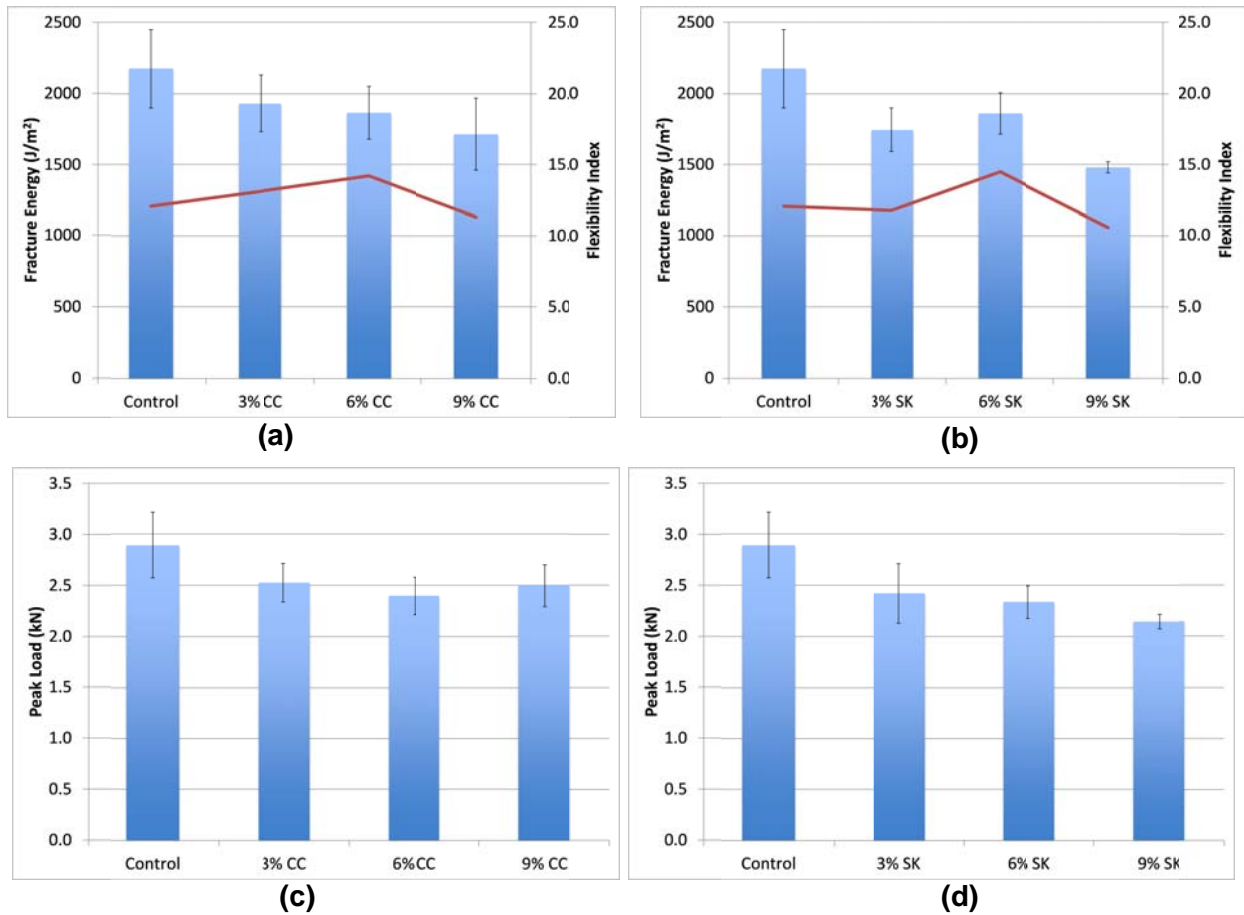 2500
2000
1500
1000
500
0
Fracture Energy (J/m²)
25.0
20.0
15.0
10.0
5.0
0.0
Flexibility Index
Control 3% CC 6% CC 9% CC
(a)
2500
2000
1500
1000
500
0
Fracture Energy (J/m²)
25.0
20.0
15.0
10.0
5.0
0.0
Flexibility Index
Control 3% SK 6% SK 9% SK
(b)
3.5
3.0
2.5
2.0
1.5
1.0
0.5
0.0
Peak Load (kN)
Control 3% CC 6%CC 9% CC
(c)
3.5
3.0
2.5
2.0
1.5
1.0
0.5
0.0
Peak Load (kN)
Control 3% SK 6% SK 9% SK
(d)